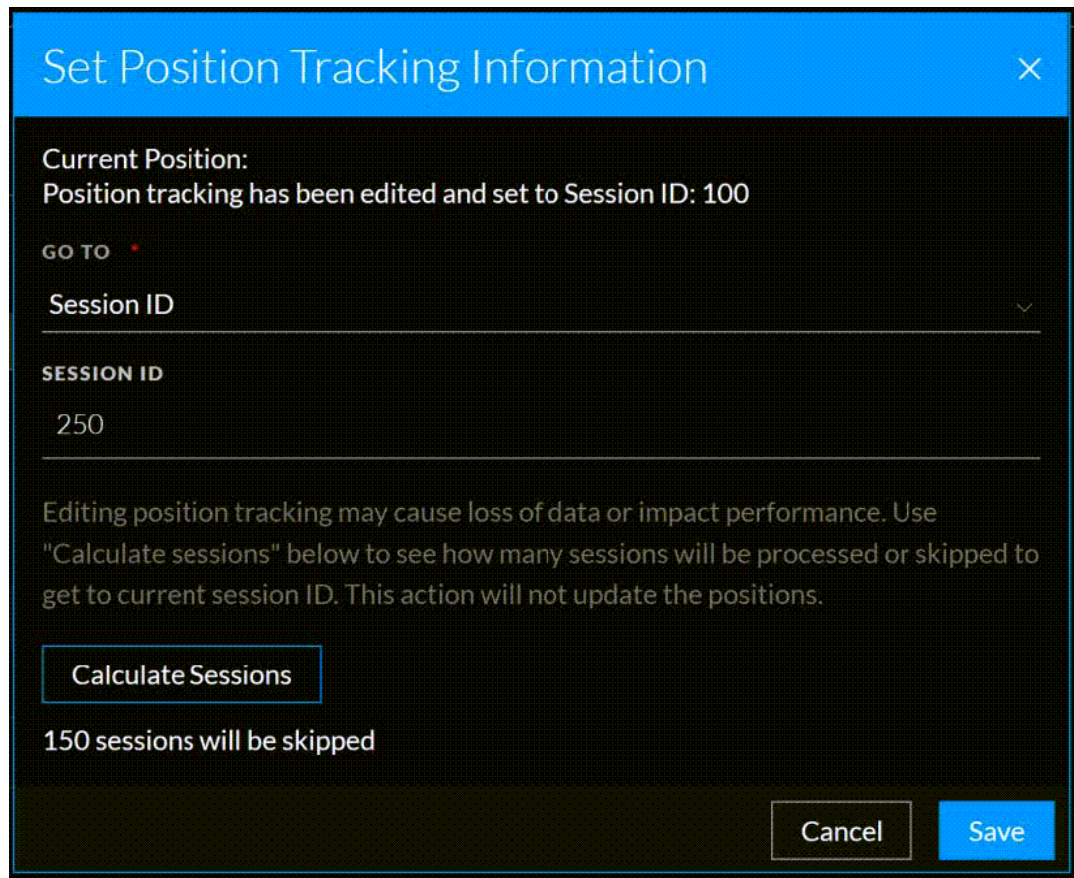 Set Position Tracking Information
Current Position:
Position tracking has been edited and set to Session ID: 100
GO TO *
Session ID
SESSION ID
250
Editing position tracking may cause loss of data or impact performance. Use
"Calculate sessions" below to see how many sessions will be processed or skipped to
get to current session ID. This action will not update the positions.
Calculate Sessions
150 sessions will be skipped
Cancel Save